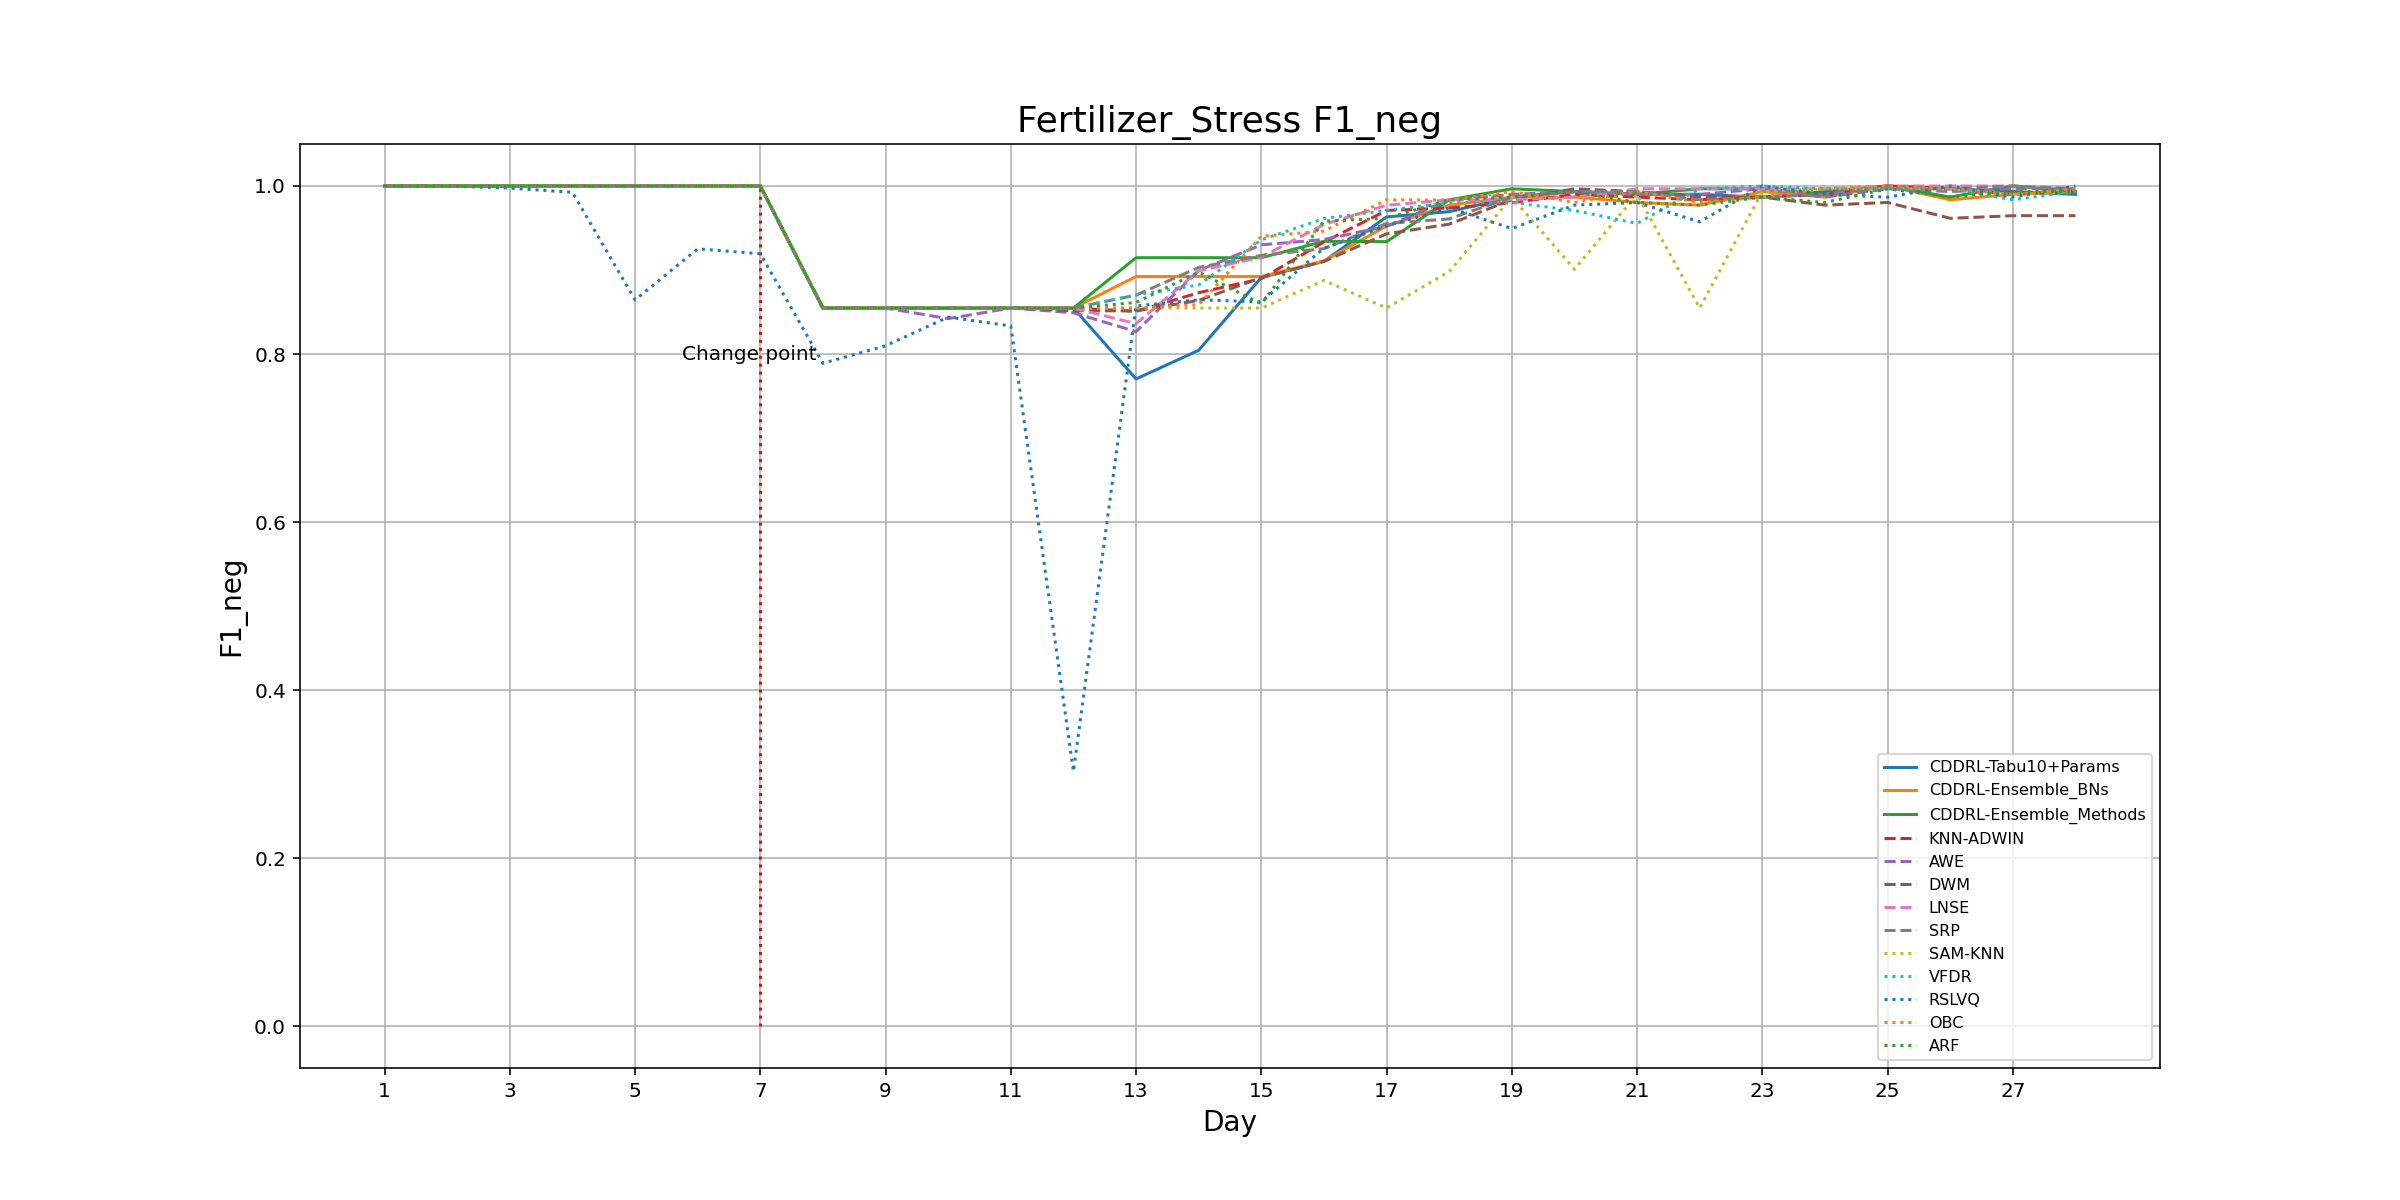 Fertilizer_Stress F1_neg
1.0
0.8
0.6
0.4
0.2
0.0
F1_neg
Change point
CDDRL-Tabu10+Params
CDDRL-Ensemble_BNs
CDDRL-Ensemble_Methods
KNN-ADWIN
AWE
DWM
LNSE
SRP
SAM-KNN
VFDR
RSLVQ
OBC
ARF
1 3 5 7 9 11 13 15 17 19 21 23 25 27
Day